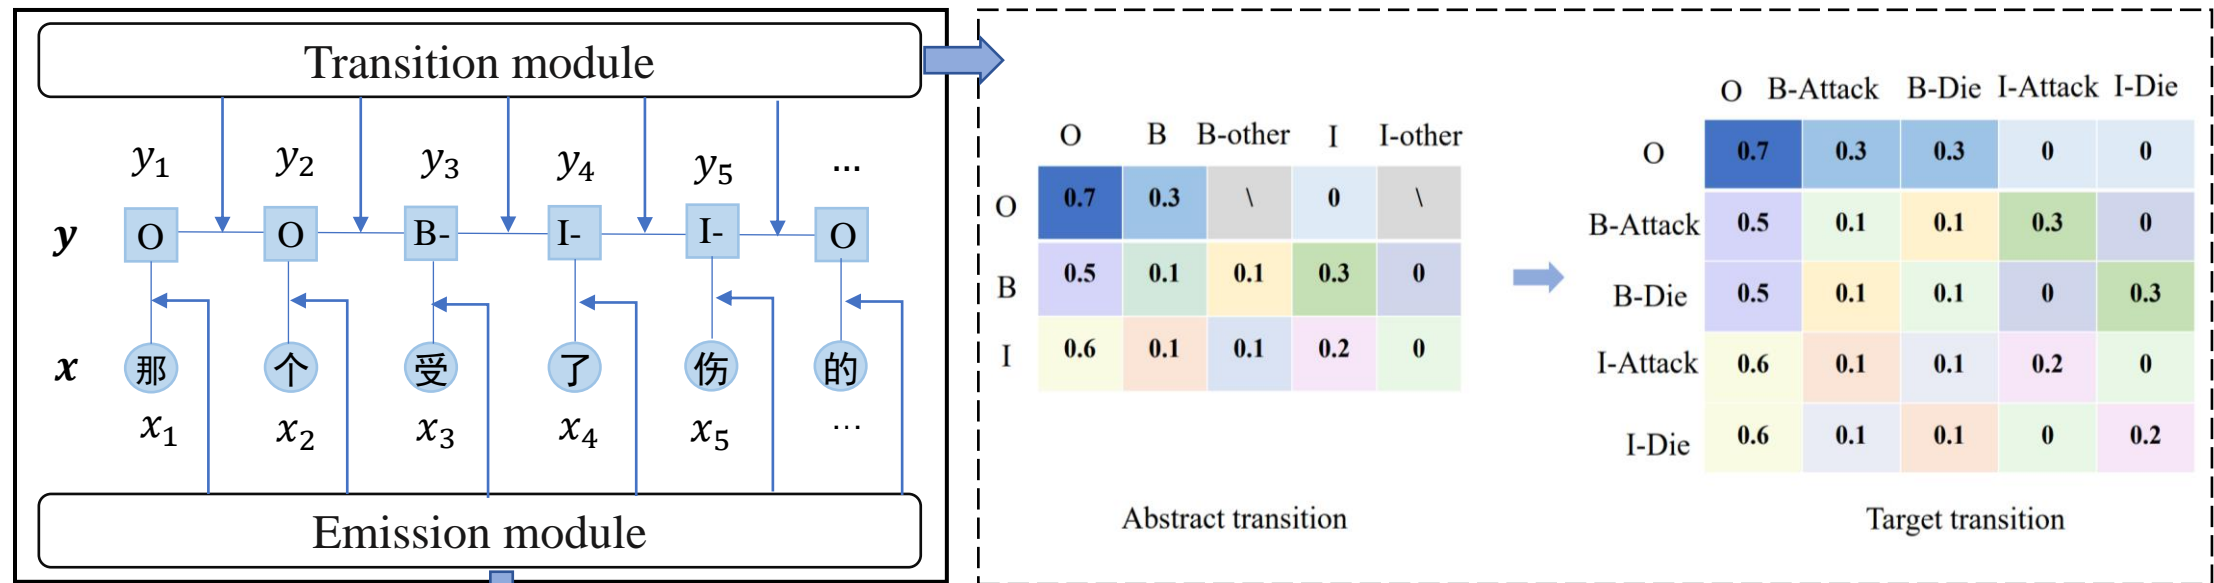 Transition module
y₁ y₂ y₃ y₄ y₅ ...
y O O B- I- I- O
x 那 个 受 了 伤 的
x₁ x₂ x₃ x₄ x₅ ...
Emission module
O B B-other I I-other
O 0.7 0.3 \ 0 \
B 0.5 0.1 0.1 0.3 0
I 0.6 0.1 0.1 0.2 0
Abstract transition
O B-Attack B-Die I-Attack I-Die
O 0.7 0.3 0.3 0 0
B-Attack 0.5 0.1 0.1 0.3 0
B-Die 0.5 0.1 0.1 0 0.3
I-Attack 0.6 0.1 0.1 0.2 0
I-Die 0.6 0.1 0.1 0 0.2
Target transition